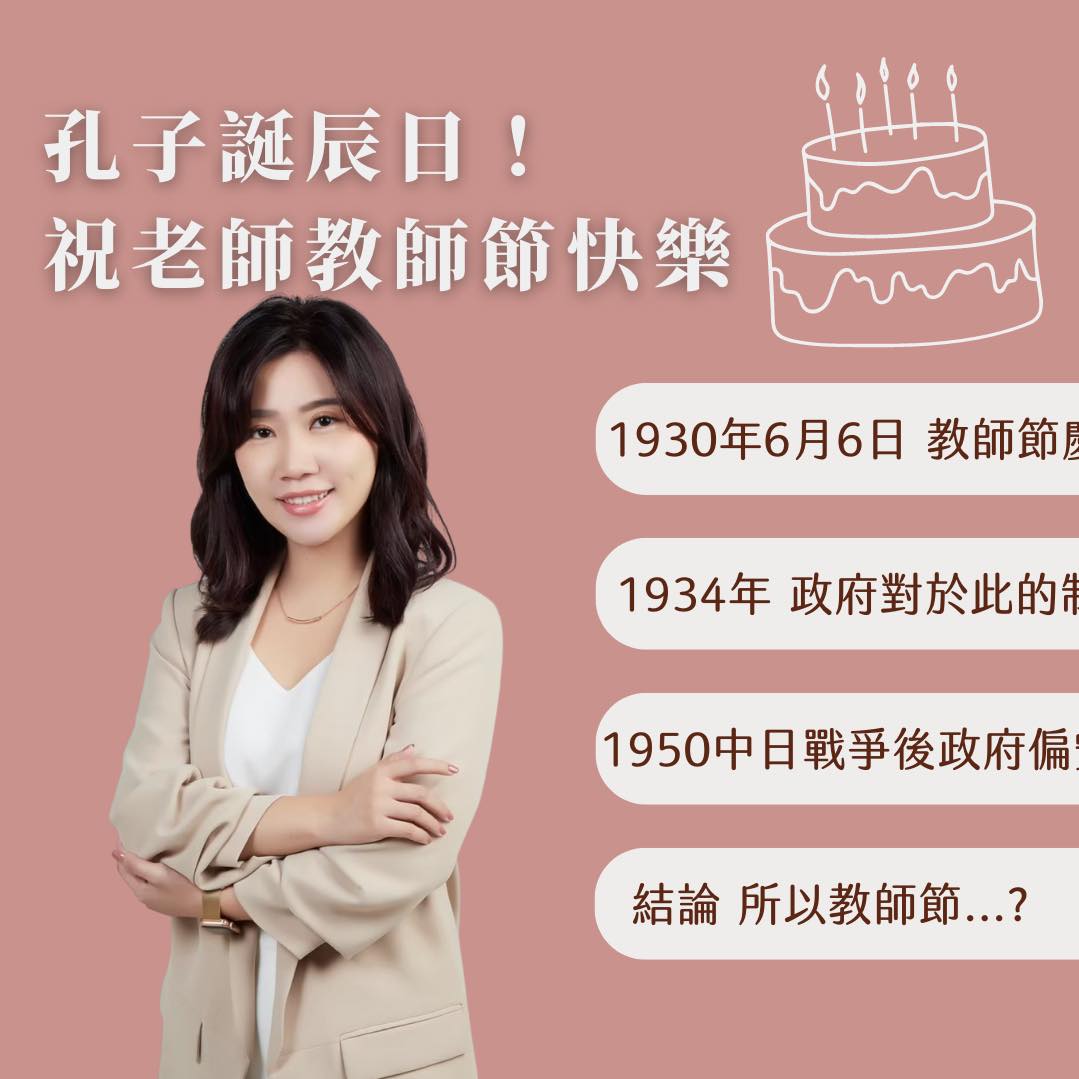 孔子誕辰日！
祝老師教師節快樂
1930年6月6日 教師節
1934年 政府對於此的
1950中日戰爭後政府偏
結論 所以教師節...?